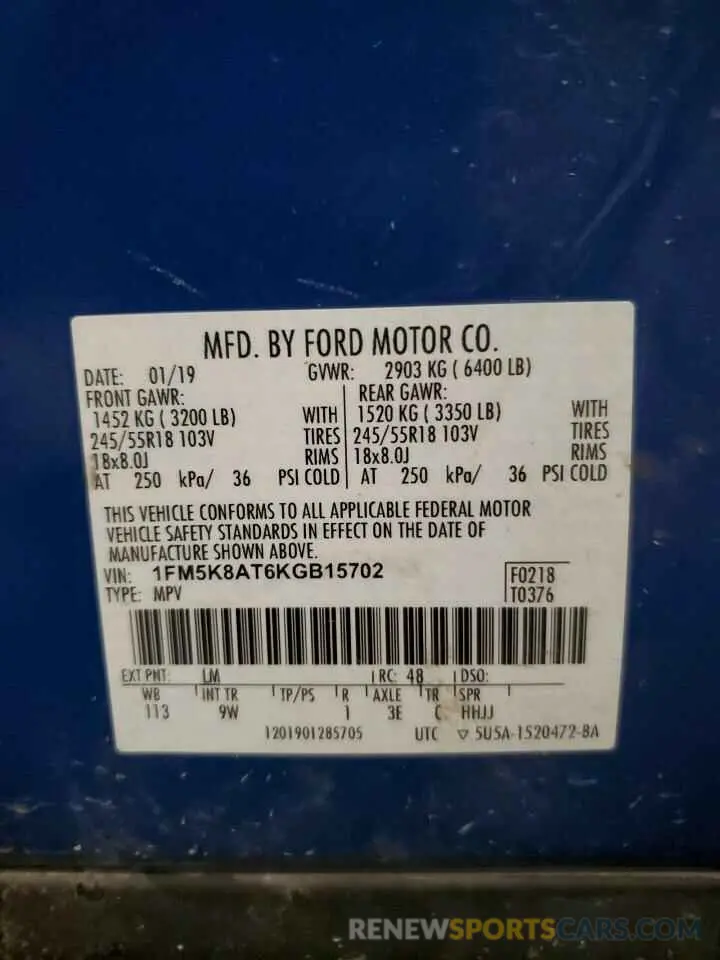 MFD. BY FORD MOTOR CO.
DATE: 01/19 GVWR: 2903 KG ( 6400 LB)
FRONT GAWR: REAR GAWR:
1452 KG ( 3200 LB) WITH 1520 KG ( 3350 LB) WITH
245/55R18 103V TIRES 245/55R18 103V TIRES
18x8.0J RIMS 18x8.0J RIMS
AT 250 kPa/ 36 PSI COLD AT 250 kPa/ 36 PSI COLD
THIS VEHICLE CONFORMS TO ALL APPLICABLE FEDERAL MOTOR
VEHICLE SAFETY STANDARDS IN EFFECT ON THE DATE OF
MANUFACTURE SHOWN ABOVE.
VIN: 1FM5K8AT6KGB15702 F0218
TYPE: MPV T0376
EXT PNT: LM RC: 48 DSO:
WB INT TR TP/PS R AXLE TR SPR
113 9W 1 3E C HHJJ
1201901285705 UTC ▽ 5U5A-1520472-BA
RENEWSPORTSCARS.COM